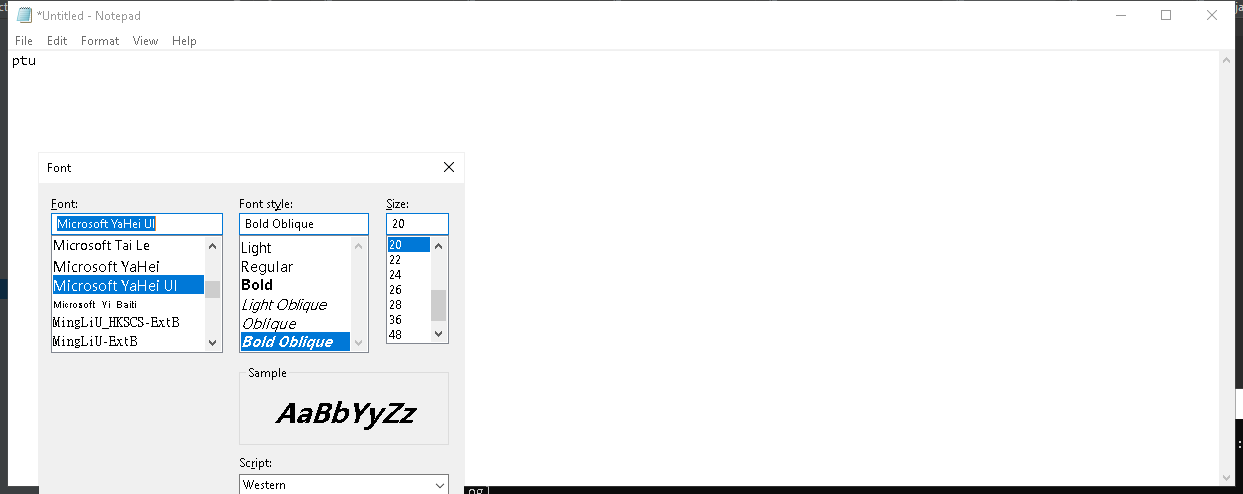 *Untitled - Notepad
File Edit Format View Help
ptu
Font
Font:
Microsoft YaHei UI
Microsoft Tai Le
Microsoft YaHei
Microsoft YaHei UI
Microsoft Yi Baiti
MingLiU_HKSCS-ExtB
MingLiU-ExtB
Font style:
Bold Oblique
Light
Regular
Bold
Light Oblique
Oblique
Bold Oblique
Size:
20
20
22
24
26
28
36
48
Sample
AaBbYyZz
Script:
Western